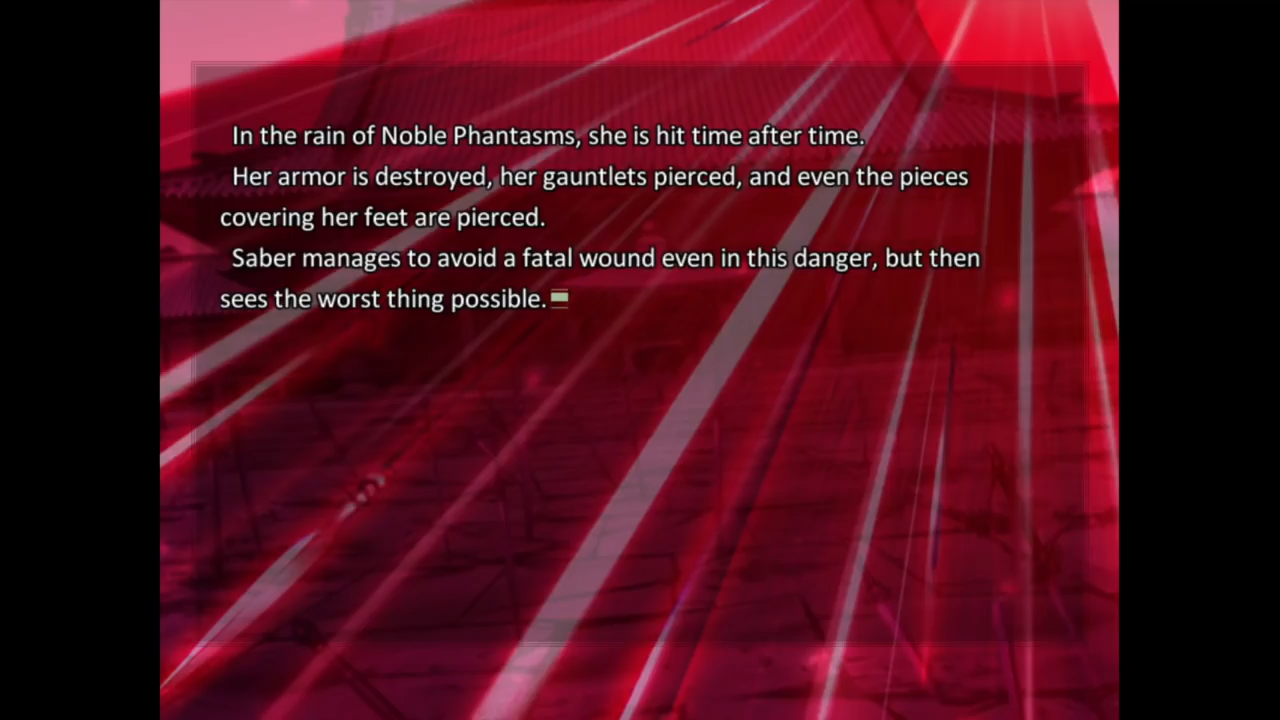 In the rain of Noble Phantasms, she is hit time after time.
Her armor is destroyed, her gauntlets pierced, and even the pieces
covering her feet are pierced.
Saber manages to avoid a fatal wound even in this danger, but then
sees the worst thing possible.